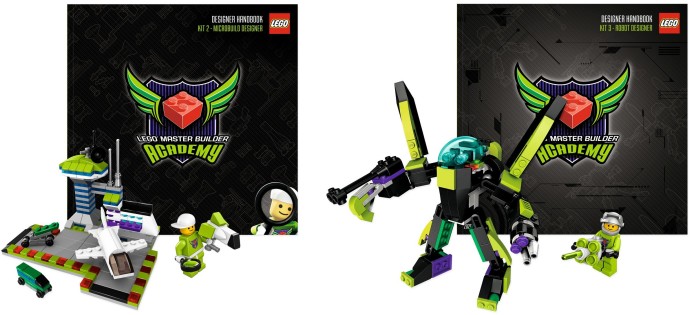 DESIGNER HANDBOOK
KIT 2 - MICROBUILD DESIGNER
LEGO
LEGO MASTER BUILDER
ACADEMY
DESIGNER HANDBOOK
KIT 3 - ROBOT DESIGNER
LEGO
MASTER BUILDER
ACADEMY